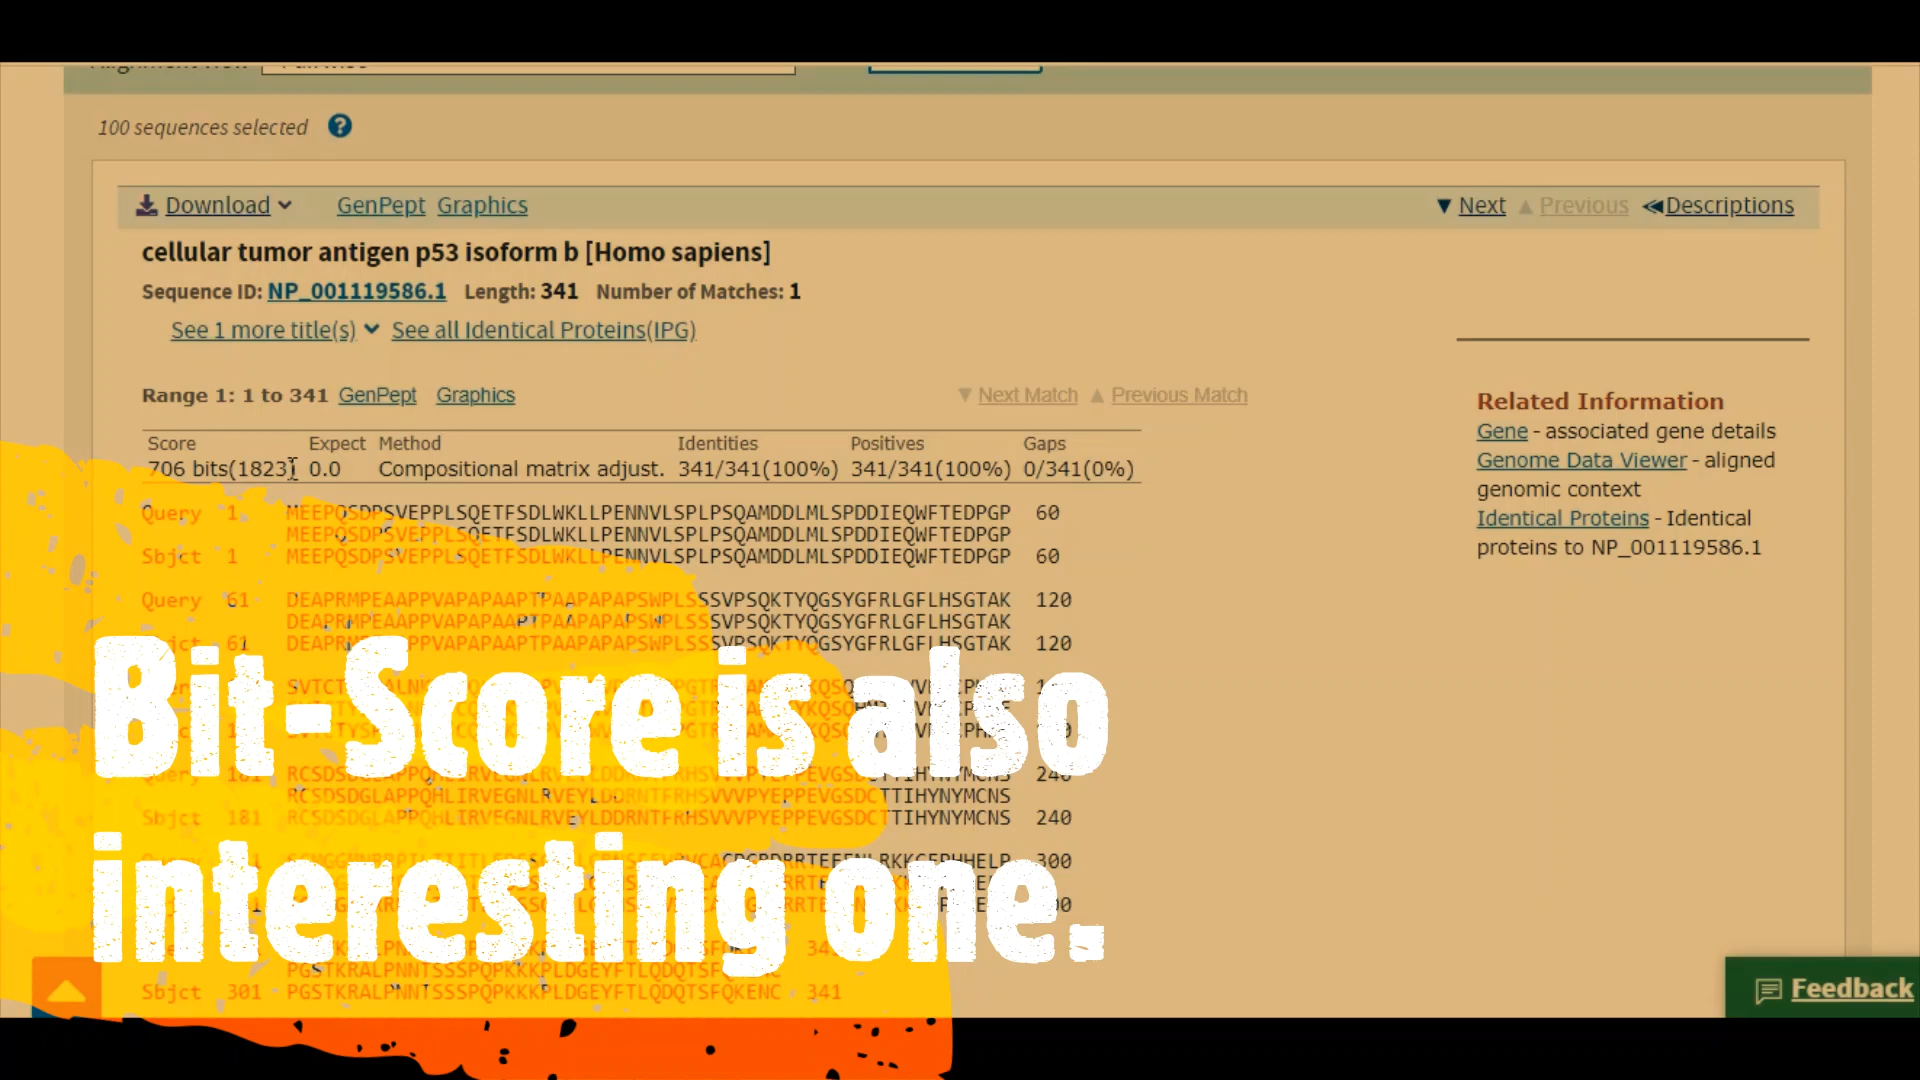 100 sequences selected
Download GenPept Graphics Next Previous Descriptions
cellular tumor antigen p53 isoform b [Homo sapiens]
Sequence ID: NP_001119586.1 Length: 341 Number of Matches: 1
See 1 more title(s) See all Identical Proteins(IPG)
Range 1: 1 to 341 GenPept Graphics Next Match Previous Match
Score Expect Method Identities Positives Gaps
706 bits(1823) 0.0 Compositional matrix adjust. 341/341(100%) 341/341(100%) 0/341(0%)
Query 1 MEEPQSDPSVEPPLSQETFSDLWKLLPENNVLSPLPSQAMDDLMLSPDDIEQWFTEDPGP 60
MEEPQSDPSVEPPLSQETFSDLWKLLPENNVLSPLPSQAMDDLMLSPDDIEQWFTEDPGP
Sbjct 1 MEEPQSDPSVEPPLSQETFSDLWKLLPENNVLSPLPSQAMDDLMLSPDDIEQWFTEDPGP 60
Query 61 DEAPRMPEAAPPVAPAPAAPTPAAPAPAPSWPLSSSVPSQKTYQGSYGFRLGFLHSGTAK 120
DEAPRMPEAAPPVAPAPAAPTPAAPAPAPSWPLSSSVPSQKTYQGSYGFRLGFLHSGTAK
Sbjct 61 120
Query 181 240
RCSDSDGLAPPQHLIRVEGNLRVEYLDDRNTFRHSVVVPYEPPEVGSDCTTIHYNYMCNS
Sbjct 181 RCSDSDGLAPPQHLIRVEGNLRVEYLDDRNTFRHSVVVPYEPPEVGSDCTTIHYNYMCNS 240
300
Sbjct 301 PGSTKRALPNNTSSSPQPKKKPLDGEYFTLQDQTSFQKENC 341
Related Information
Gene - associated gene details
Genome Data Viewer - aligned
genomic context
Identical Proteins - Identical
proteins to NP_001119586.1
Bit-Score is also
interesting one.
Feedback